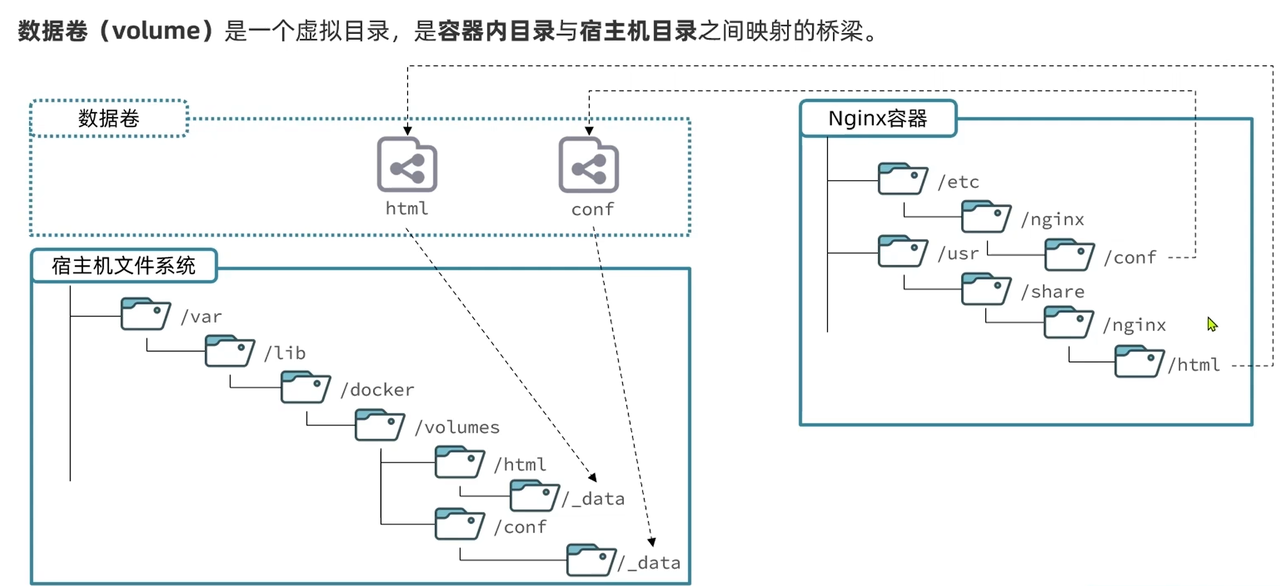 数据卷（volume）是一个虚拟目录，是容器内目录与宿主机目录之间映射的桥梁。
数据卷
html
conf
宿主机文件系统
/var
/lib
/docker
/volumes
/html
/_data
/conf
/_data
Nginx容器
/etc
/nginx
/conf
/usr
/share
/nginx
/html